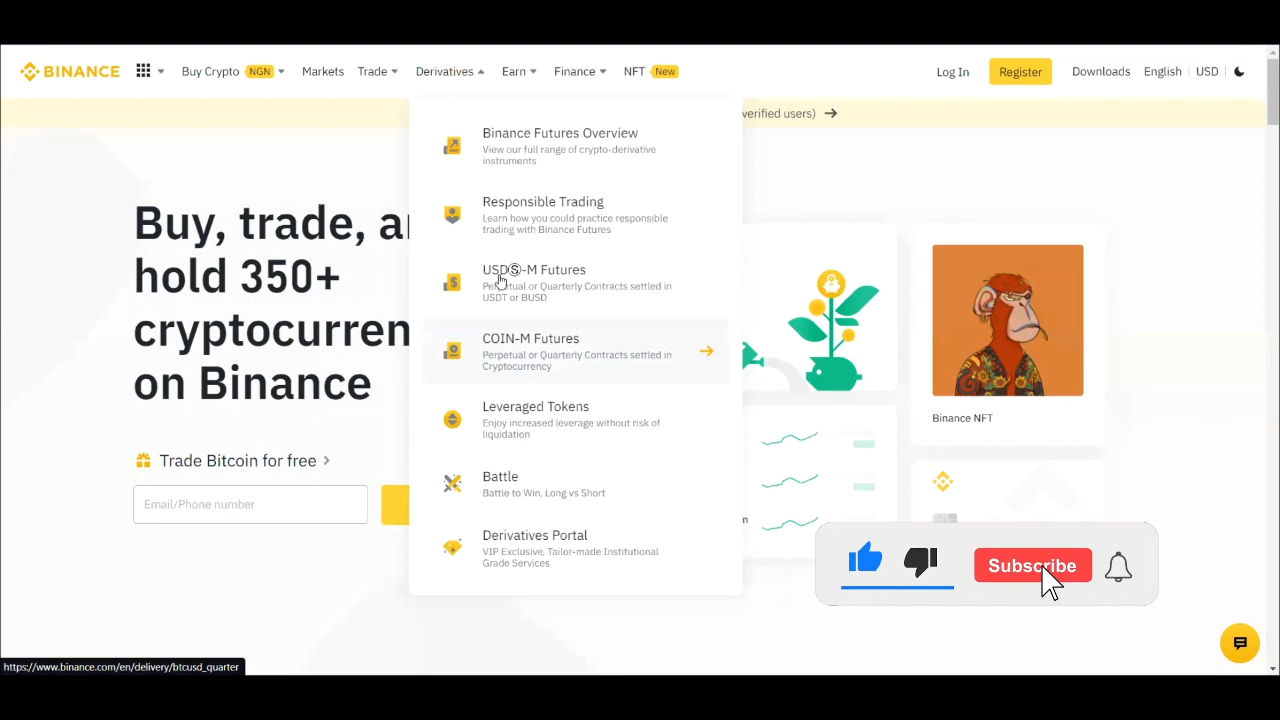 BINANCE
Buy Crypto NGN
Markets
Trade
Derivatives
Earn
Finance
NFT New
Log In
Register
Downloads
English
USD
verified users)
Buy, trade, a
hold 350+
cryptocurren
on Binance
Trade Bitcoin for free
Email/Phone number
Binance Futures Overview
View our full range of crypto-derivative
instruments
Responsible Trading
Learn how you could practice responsible
trading with Binance Futures
USDⓈ-M Futures
Perpetual or Quarterly Contracts settled in
USDT or BUSD
COIN-M Futures
Perpetual or Quarterly Contracts settled in
Cryptocurrency
Leveraged Tokens
Enjoy increased leverage without risk of
liquidation
Battle
Battle to Win, Long vs Short
Derivatives Portal
VIP Exclusive, Tailor-made Institutional
Grade Services
Binance NFT
Subscribe
https://www.binance.com/en/delivery/btcusd_quarter